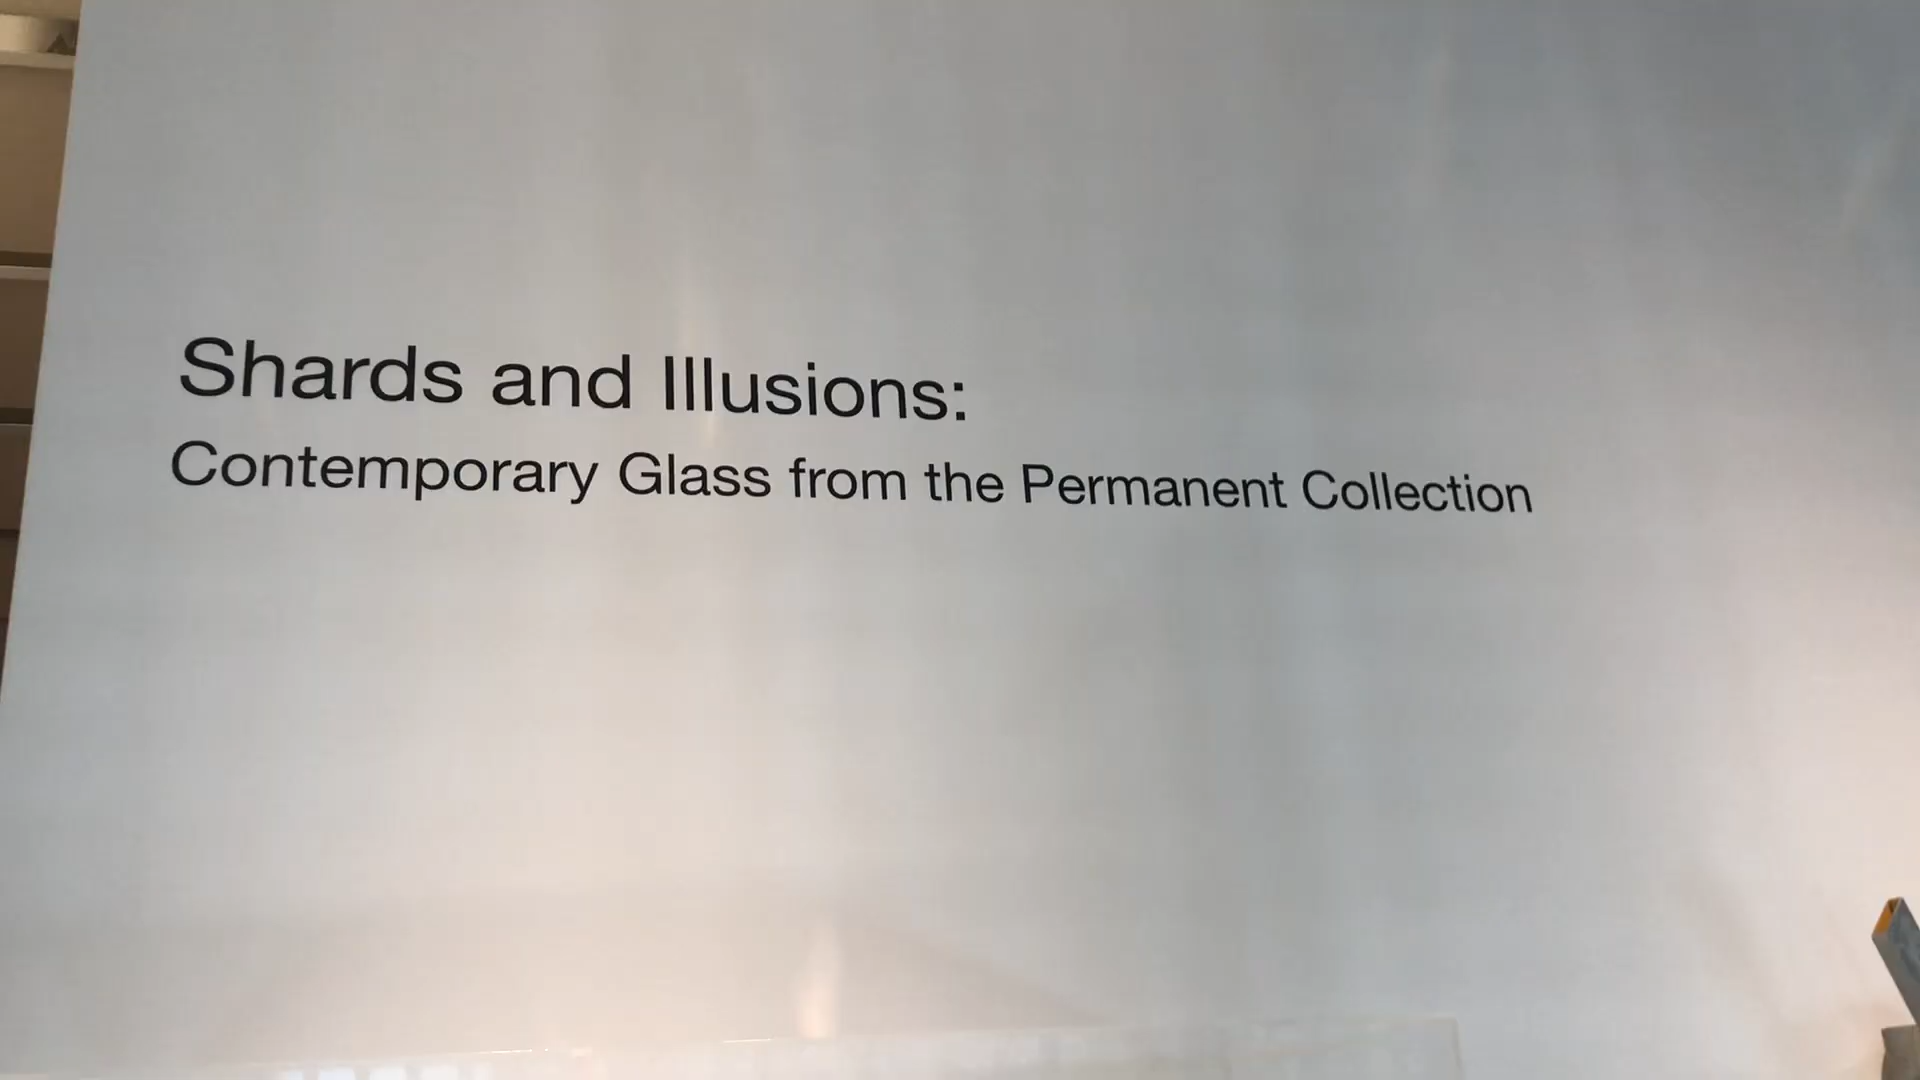 Shards and Illusions:
Contemporary Glass from the Permanent Collection